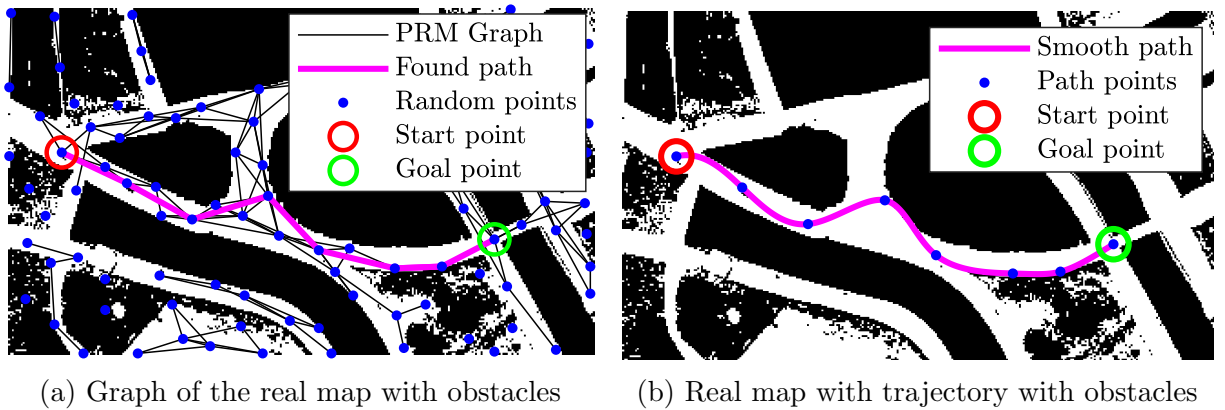 PRM Graph
Found path
Random points
Start point
Goal point
Smooth path
Path points
Start point
Goal point
(a) Graph of the real map with obstacles
(b) Real map with trajectory with obstacles